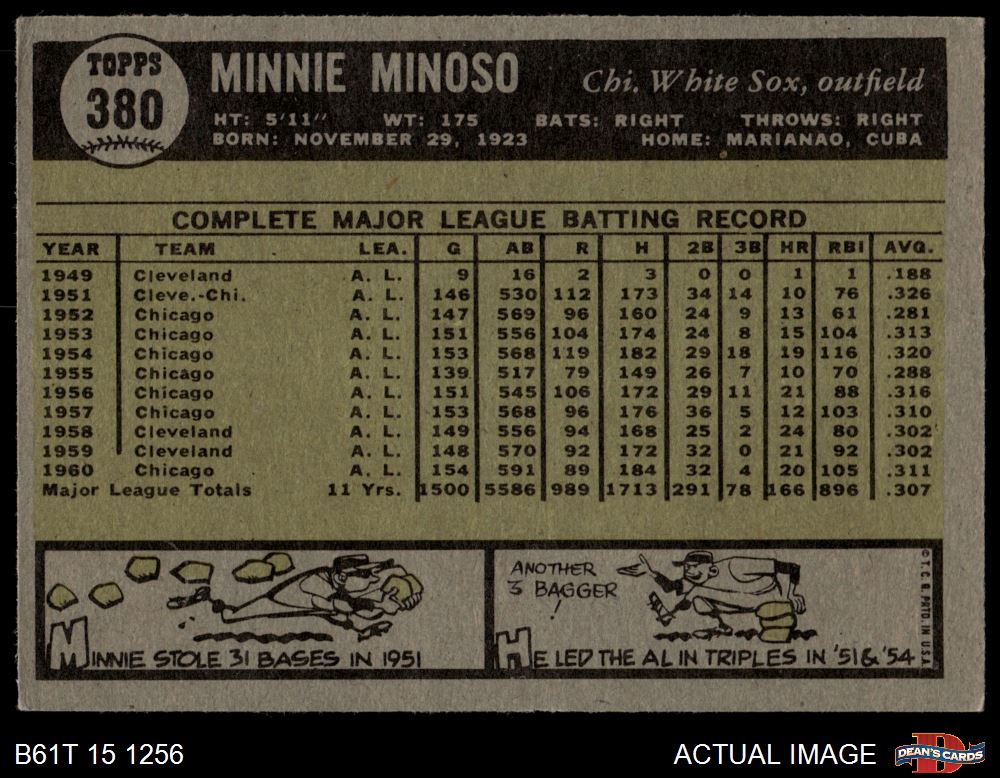 TOPPS
380
MINNIE MINOSO
Chi. White Sox, outfield
HT: 5'11" WT: 175 BATS: RIGHT THROWS: RIGHT
BORN: NOVEMBER 29, 1923 HOME: MARIANAO, CUBA
COMPLETE MAJOR LEAGUE BATTING RECORD
YEAR TEAM LEA. G AB R H 2B 3B HR RBI AVG.
1949 Cleveland A. L. 9 16 2 3 0 0 1 1 .188
1951 Cleve.-Chi. A. L. 146 530 112 173 34 14 10 76 .326
1952 Chicago A. L. 147 569 96 160 24 9 13 61 .281
1953 Chicago A. L. 151 556 104 174 24 8 15 104 .313
1954 Chicago A. L. 153 568 119 182 29 18 19 116 .320
1955 Chicago A. L. 139 517 79 149 26 7 10 70 .288
1956 Chicago A. L. 151 545 106 172 29 11 21 88 .316
1957 Chicago A. L. 153 568 96 176 36 5 12 103 .310
1958 Cleveland A. L. 149 556 94 168 25 2 24 80 .302
1959 Cleveland A. L. 148 570 92 172 32 0 21 92 .302
1960 Chicago A. L. 154 591 89 184 32 4 20 105 .311
Major League Totals 11 Yrs. 1500 5586 989 1713 291 78 166 896 .307
MINNIE STOLE 31 BASES IN 1951
ANOTHER
3 BAGGER
!
HE LED THE AL IN TRIPLES IN '51 & '54
© T. C. G. PRTD. IN U.S.A.
B61T 15 1256
ACTUAL IMAGE
DEAN'S CARDS